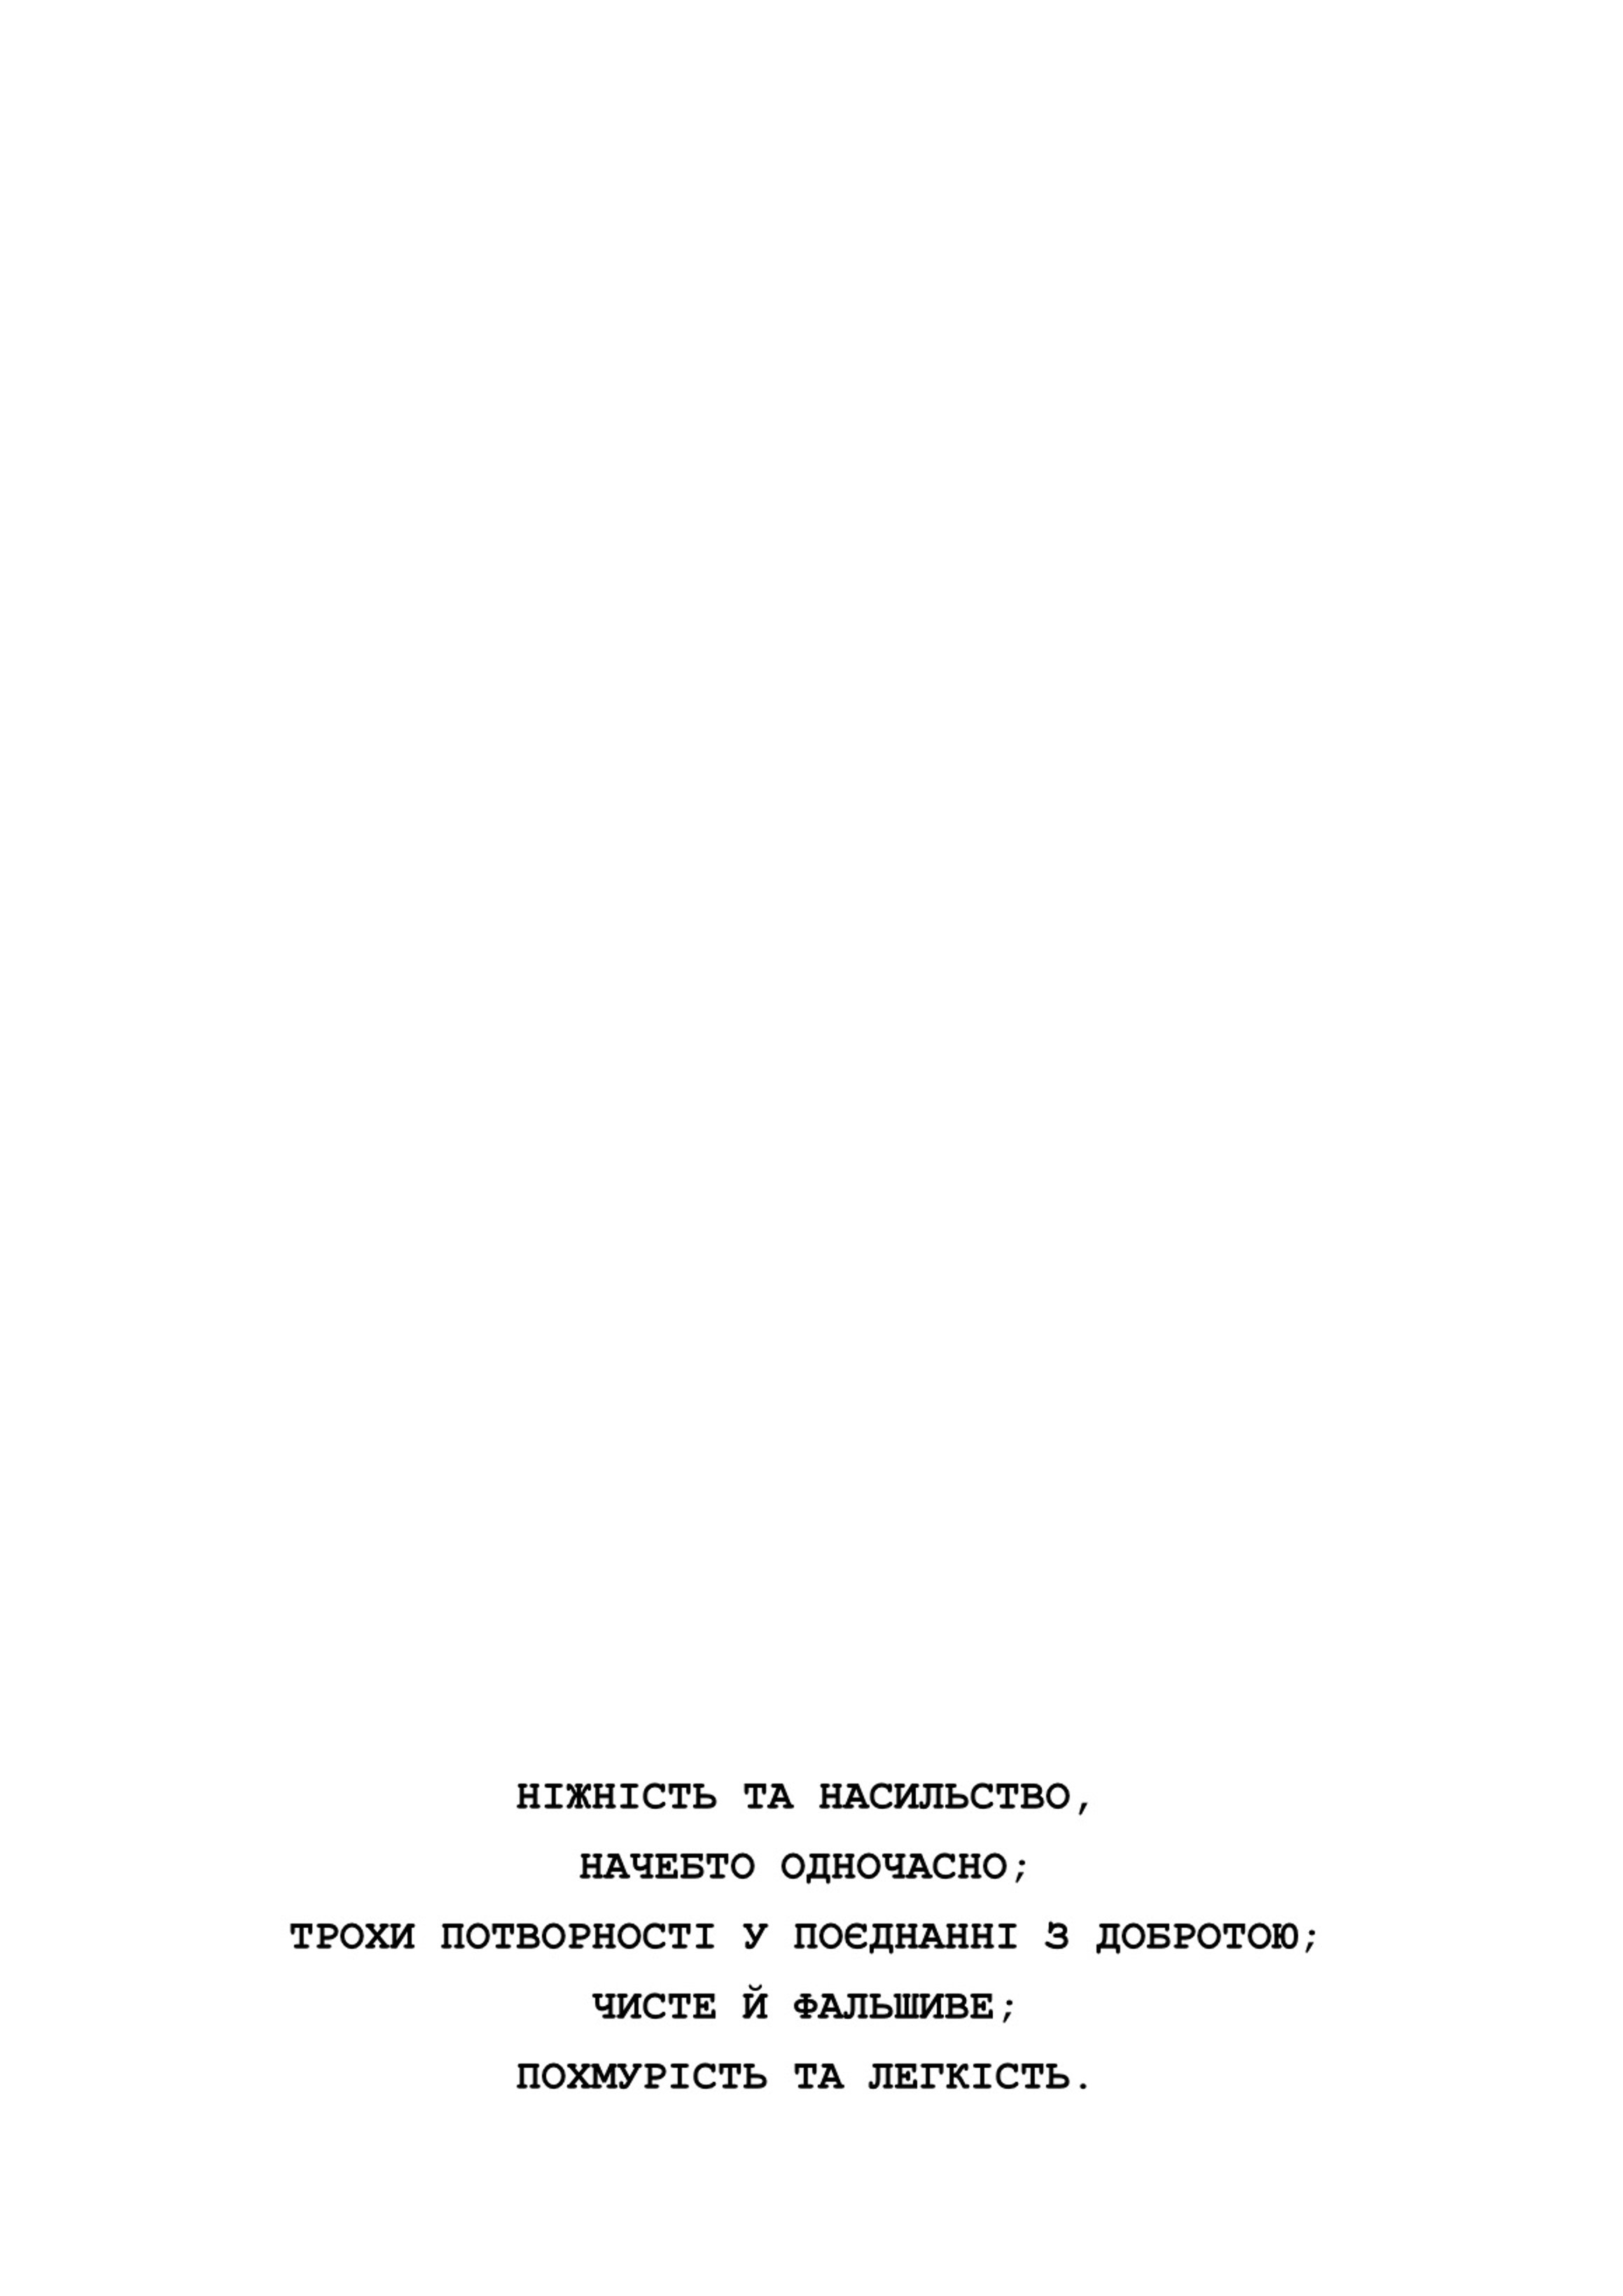 НІЖНІСТЬ ТА НАСИЛЬСТВО,
НАЧЕБТО ОДНОЧАСНО;
ТРОХИ ПОТВОРНОСТІ У ПОЄДНАННІ З ДОБРОТОЮ;
ЧИСТЕ Й ФАЛЬШИВЕ;
ПОХМУРІСТЬ ТА ЛЕГКІСТЬ.